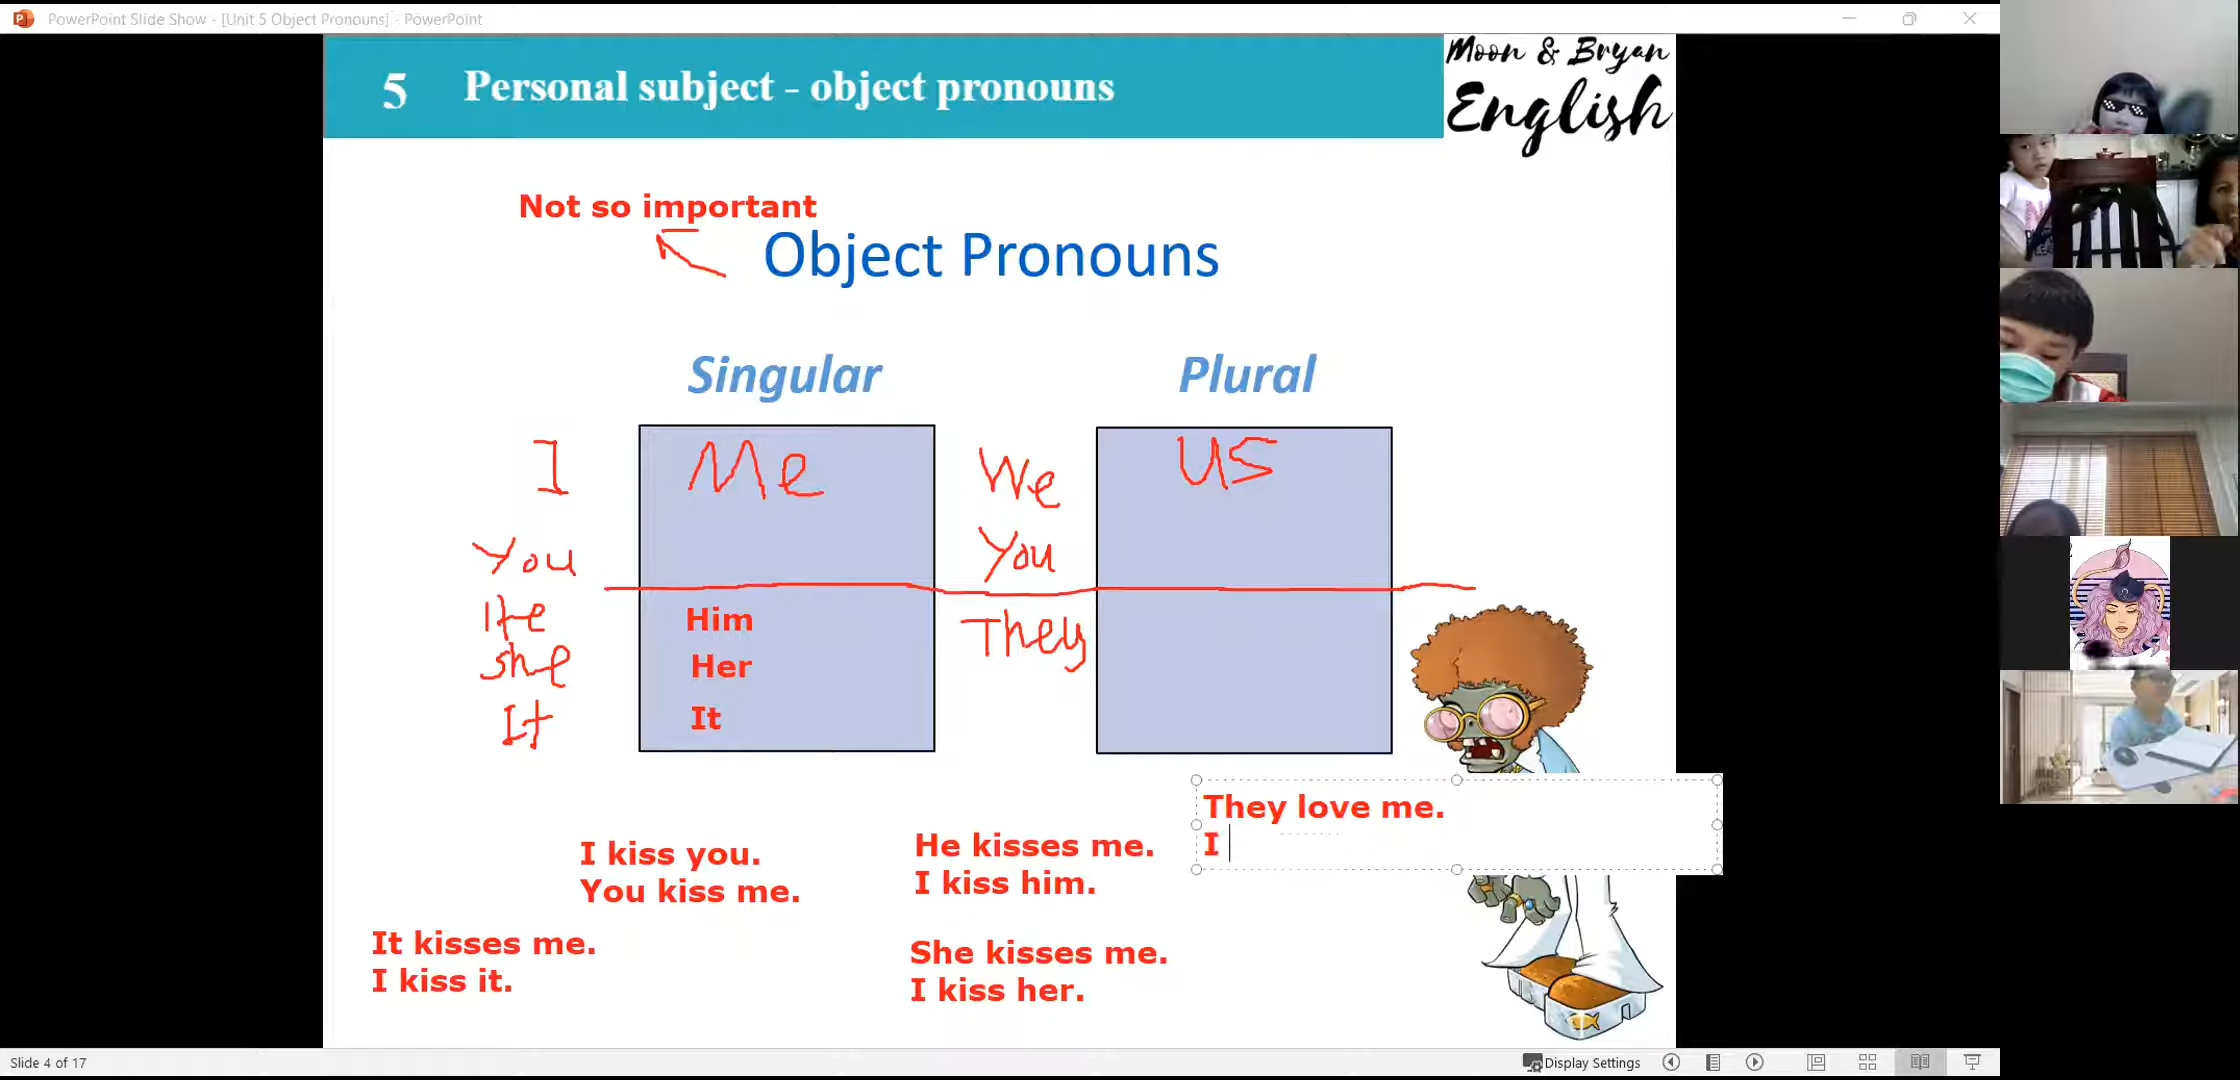 PowerPoint Slide Show - [Unit 5 Object Pronouns] - PowerPoint
5 Personal subject - object pronouns
Moon & Bryan
English
Not so important
Object Pronouns
Singular
Plural
I Me We US
You You
He Him They
She Her
It It
They love me.
I
I kiss you.
You kiss me.
He kisses me.
I kiss him.
It kisses me.
I kiss it.
She kisses me.
I kiss her.
Slide 4 of 17
Display Settings